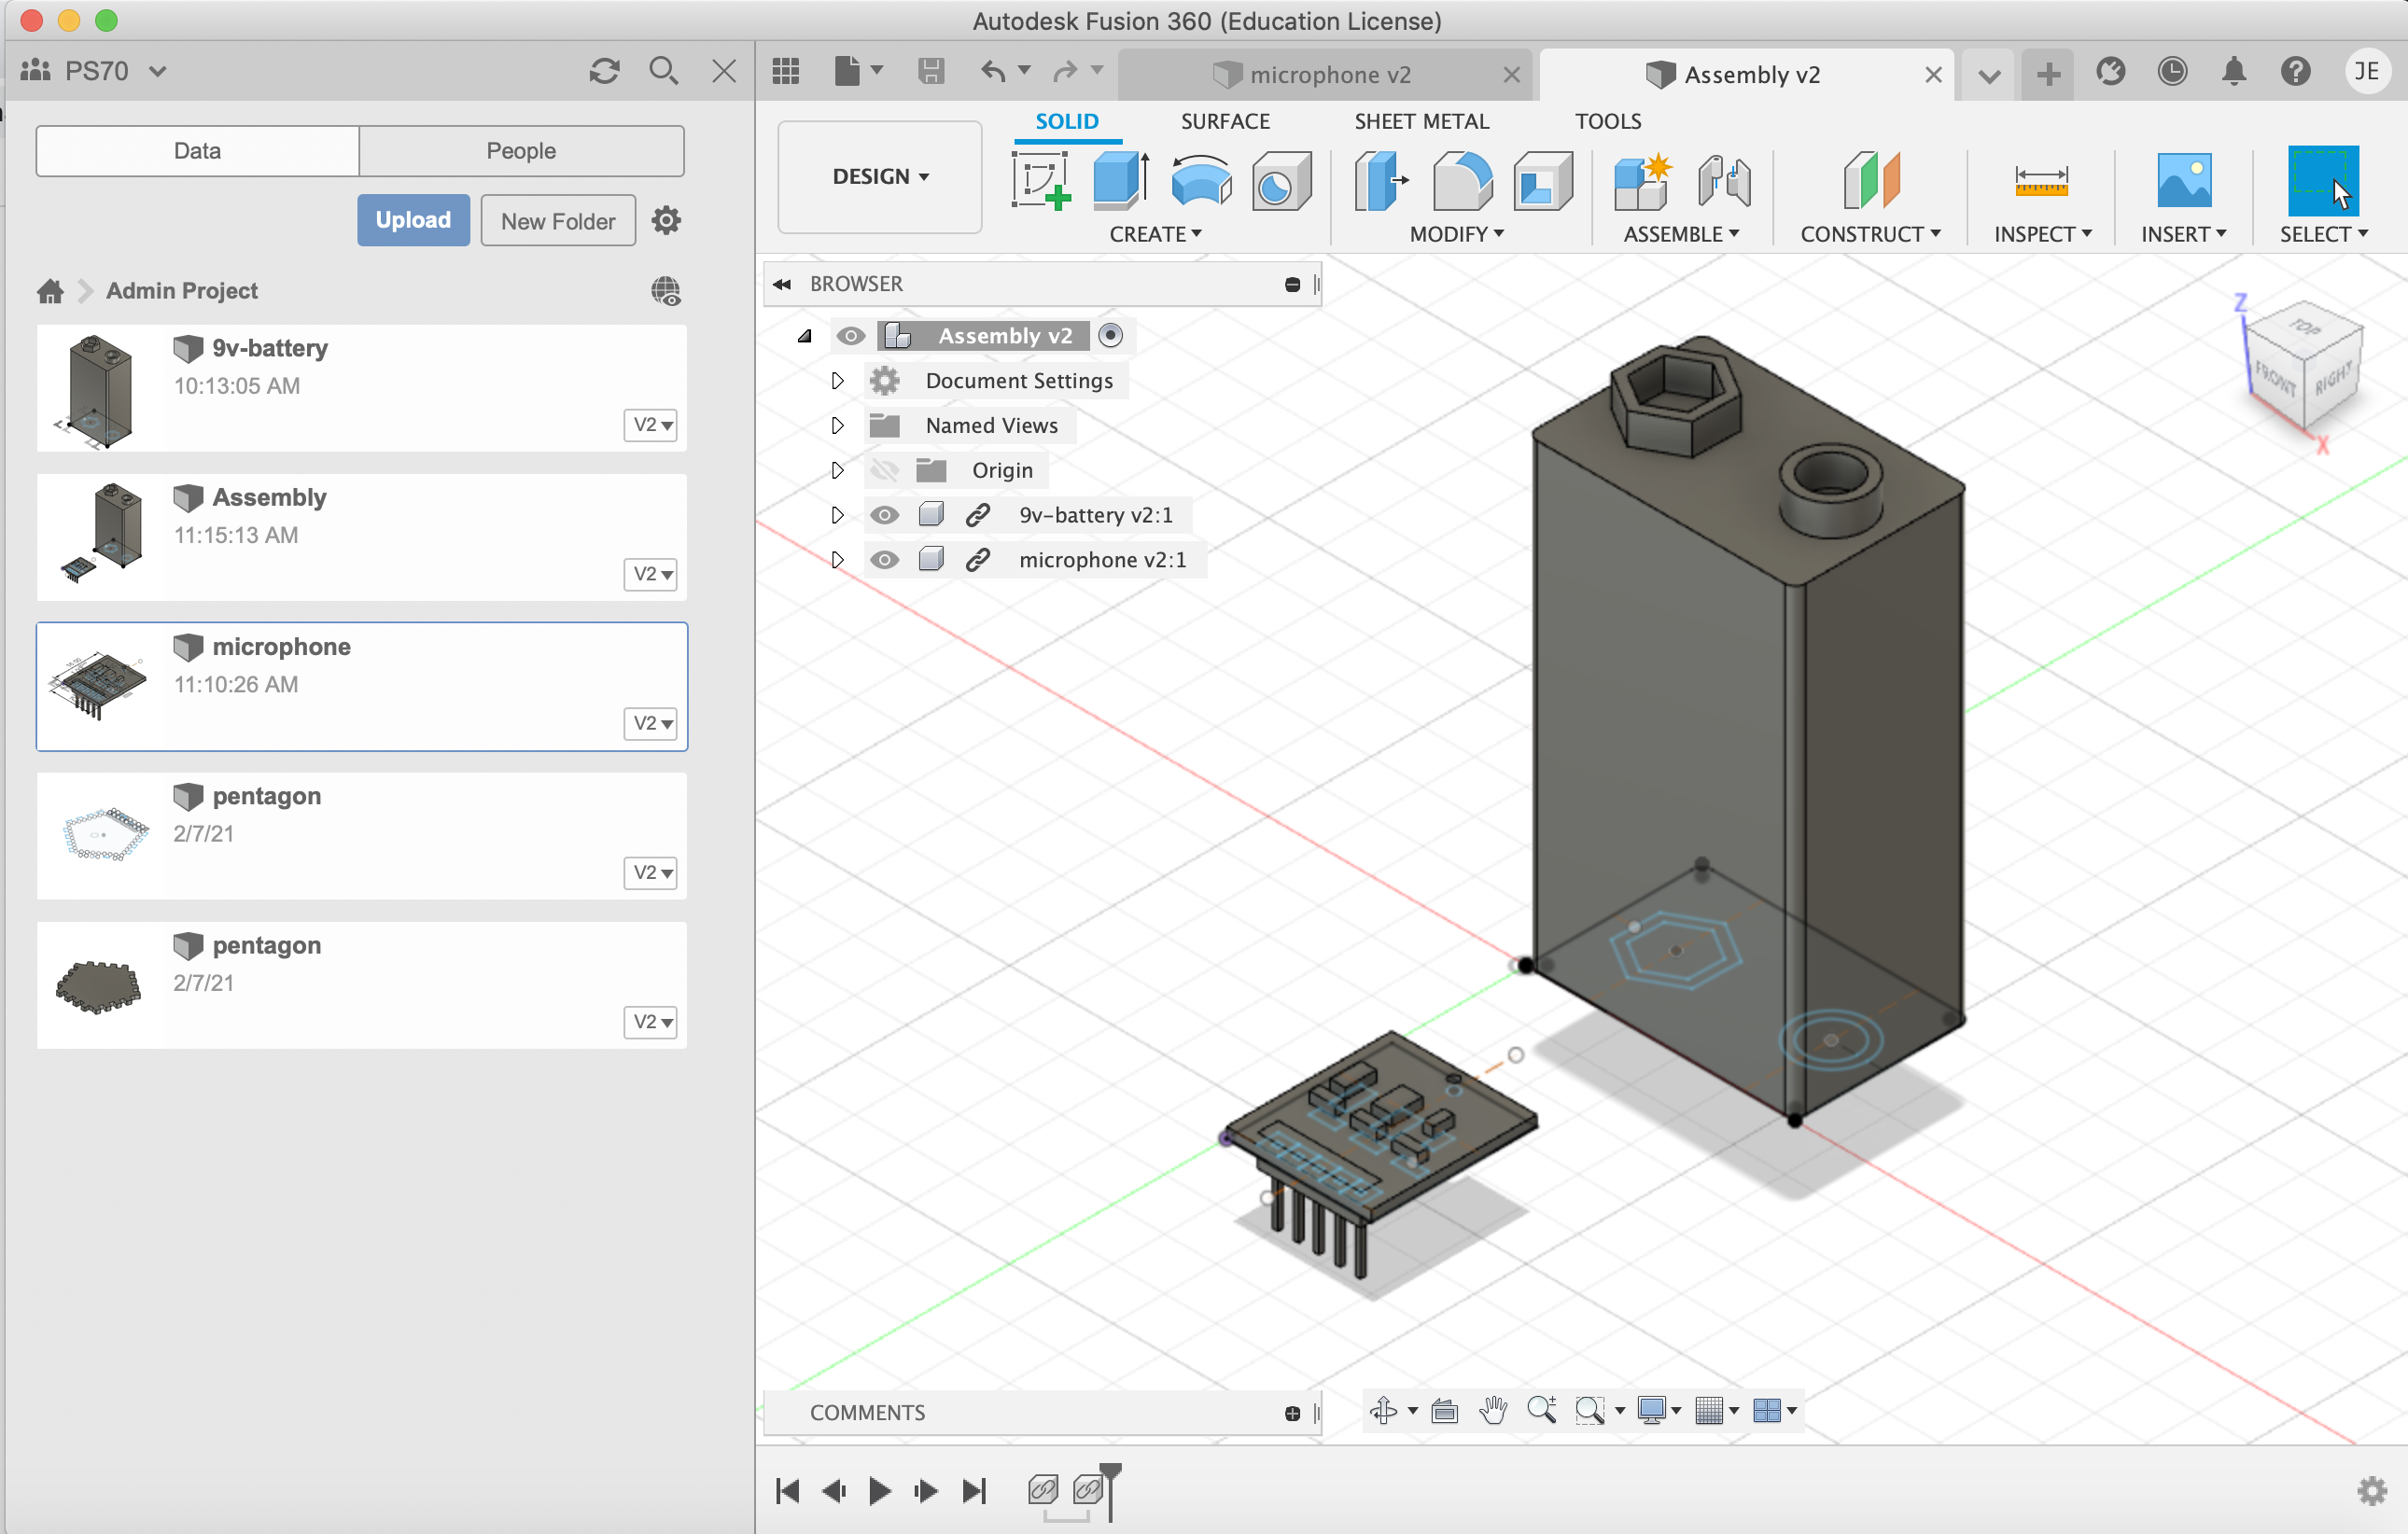 Autodesk Fusion 360 (Education License)
PS70
microphone v2
Assembly v2
JE
Data
People
Upload
New Folder
Admin Project
9v-battery
10:13:05 AM
V2
Assembly
11:15:13 AM
V2
microphone
11:10:26 AM
V2
pentagon
2/7/21
V2
pentagon
2/7/21
V2
DESIGN
SOLID
SURFACE
SHEET METAL
TOOLS
CREATE
MODIFY
ASSEMBLE
CONSTRUCT
INSPECT
INSERT
SELECT
BROWSER
Assembly v2
Document Settings
Named Views
Origin
9v-battery v2:1
microphone v2:1
Z
TOP
FRONT
RIGHT
X
COMMENTS